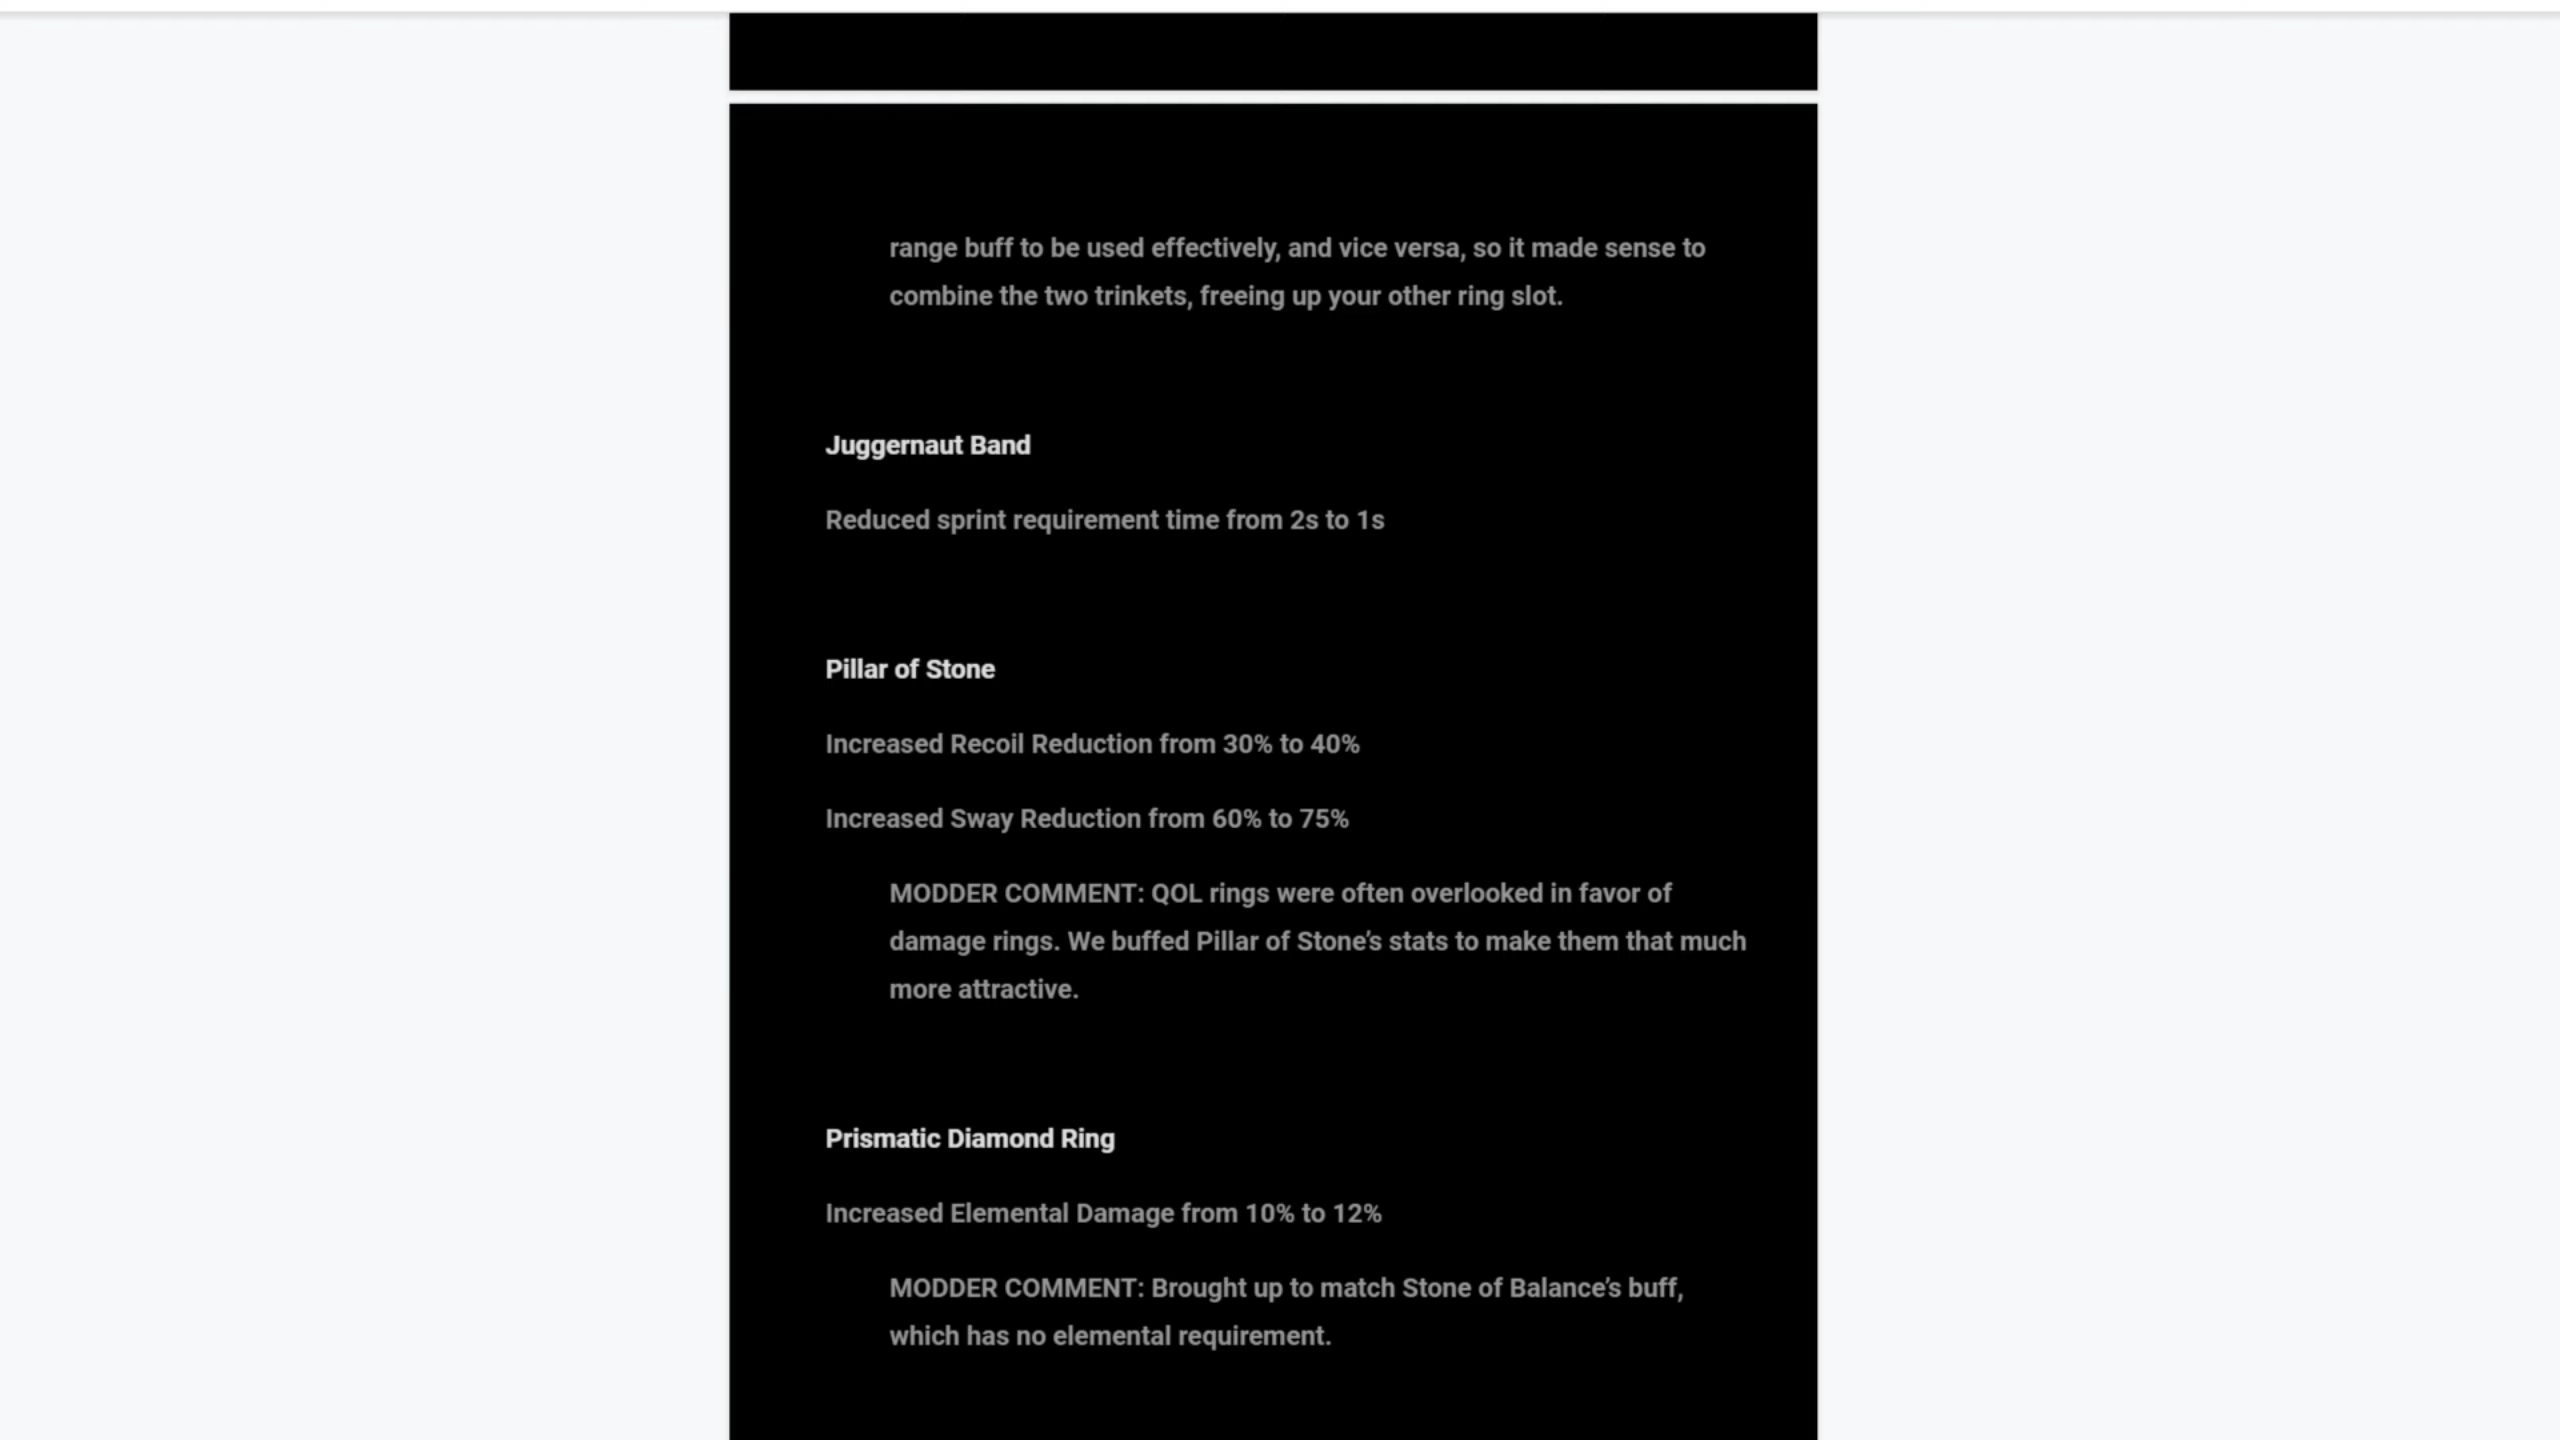 range buff to be used effectively, and vice versa, so it made sense to
combine the two trinkets, freeing up your other ring slot.
Juggernaut Band
Reduced sprint requirement time from 2s to 1s
Pillar of Stone
Increased Recoil Reduction from 30% to 40%
Increased Sway Reduction from 60% to 75%
MODDER COMMENT: QOL rings were often overlooked in favor of
damage rings. We buffed Pillar of Stone’s stats to make them that much
more attractive.
Prismatic Diamond Ring
Increased Elemental Damage from 10% to 12%
MODDER COMMENT: Brought up to match Stone of Balance’s buff,
which has no elemental requirement.